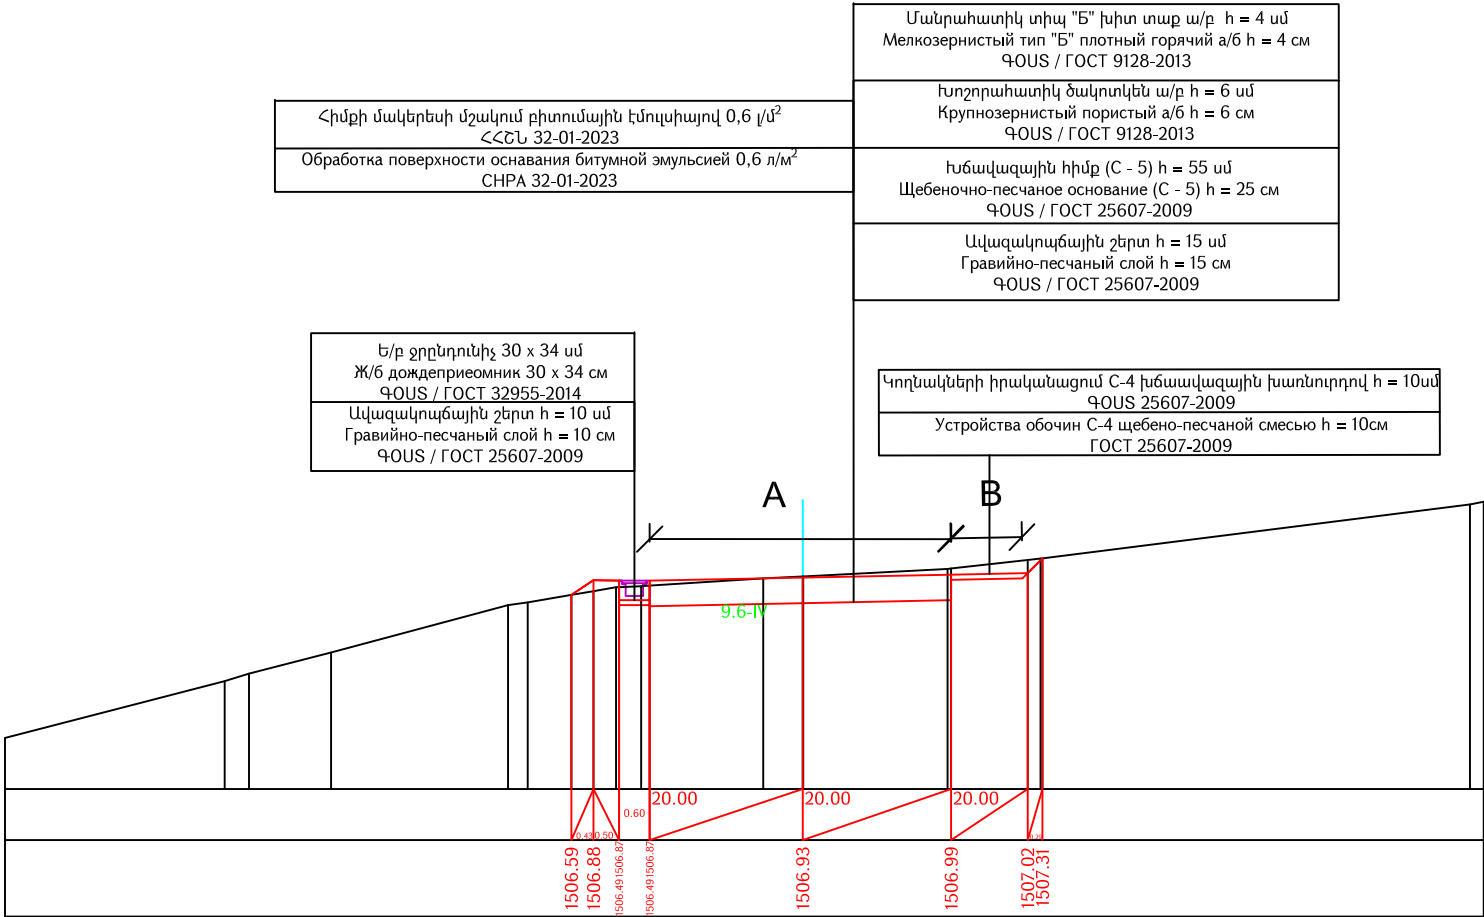 Մանրահատիկ տիպ "Б" խիտ տաք ա/բ h = 4 սմ
Мелкозернистый тип "Б" плотный горячий а/б h = 4 см
ԳՕՍՏ / ГОСТ 9128-2013
Խոշորահատիկ ծակոտկեն ա/բ h = 6 սմ
Крупнозернистый пористый а/б h = 6 см
ԳՕՍՏ / ГОСТ 9128-2013
Խճավազային հիմք (С - 5) h = 55 սմ
Щебеночно-песчаное основание (С - 5) h = 25 см
ԳՕՍՏ / ГОСТ 25607-2009
Ավազակոպճային շերտ h = 15 սմ
Гравийно-песчаный слой h = 15 см
ԳՕՍՏ / ГОСТ 25607-2009
Հիմքի մակերեսի մշակում բիտումային էմուլսիայով 0,6 լ/մ²
ՀՀՇՆ 32-01-2023
Обработка поверхности оснавания битумной эмульсией 0,6 л/м²
СНРА 32-01-2023
Ե/բ ջրընդունիչ 30 x 34 սմ
Ж/б дождеприеомник 30 x 34 см
ԳՕՍՏ / ГОСТ 32955-2014
Ավազակոպճային շերտ h = 10 սմ
Гравийно-песчаный слой h = 10 см
ԳՕՍՏ / ГОСТ 25607-2009
Կողնակների իրականացում C-4 խճաավազային խառնուրդով h = 10սմ
ԳՕՍՏ 25607-2009
Устройства обочин С-4 щебено-песчаной смесью h = 10см
ГОСТ 25607-2009
A
B
9.6-IV
20.00
20.00
20.00
0.60
0.43
0.50
1506.59
1506.88
1506.49
1506.87
1506.49
1506.87
1506.93
1506.99
1507.02
1507.31